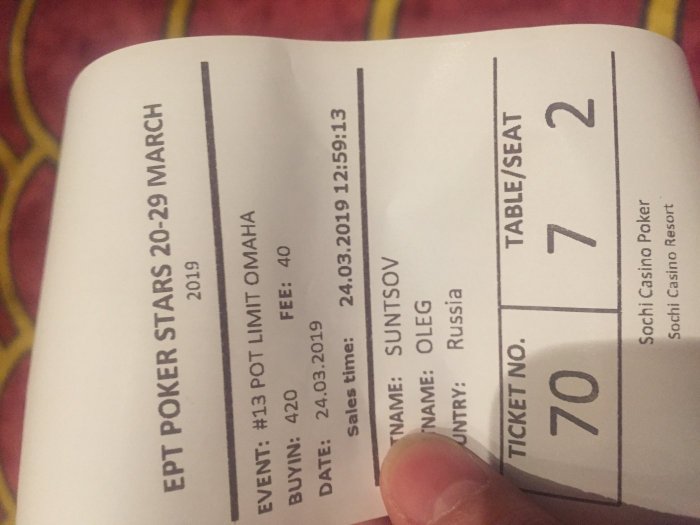 EPT POKER STARS 20-29 MARCH
2019
EVENT: #13 POT LIMIT OMAHA
BUYIN: 420 FEE: 40
DATE: 24.03.2019
Sales time: 24.03.2019 12:59:13
TNAME: SUNTSOV
TNAME: OLEG
UNTRY: Russia
TICKET NO. TABLE/SEAT
70 7 2
Sochi Casino Poker
Sochi Casino Resort